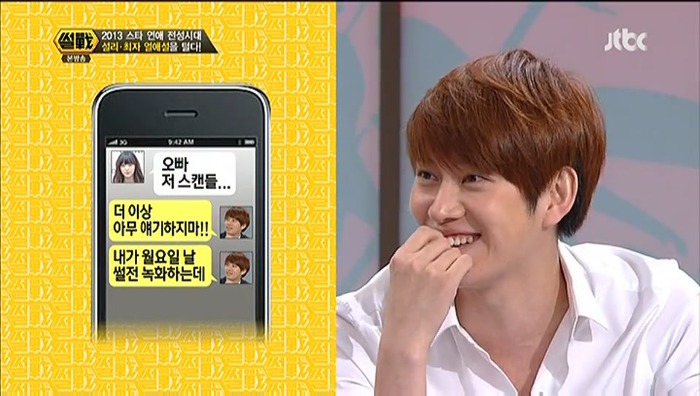 썰戰
본방송
2013 스타 연애 전성시대
설리·최자 열애설을 털다!
jtbc
3G
9:42 AM
오빠
저 스캔들...
더 이상
아무 얘기하지마!!
내가 월요일 날
썰전 녹화하는데